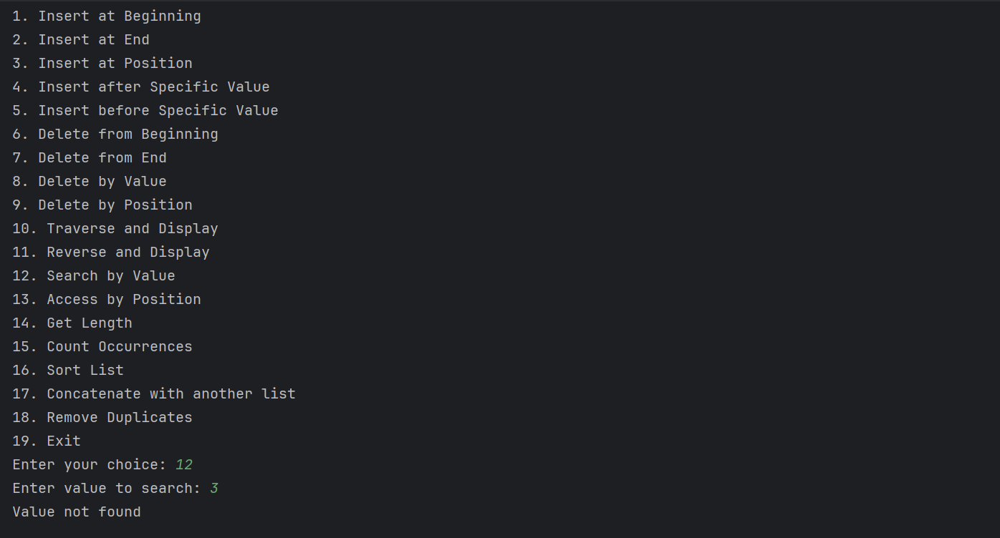 1. Insert at Beginning
2. Insert at End
3. Insert at Position
4. Insert after Specific Value
5. Insert before Specific Value
6. Delete from Beginning
7. Delete from End
8. Delete by Value
9. Delete by Position
10. Traverse and Display
11. Reverse and Display
12. Search by Value
13. Access by Position
14. Get Length
15. Count Occurrences
16. Sort List
17. Concatenate with another list
18. Remove Duplicates
19. Exit
Enter your choice: 12
Enter value to search: 3
Value not found